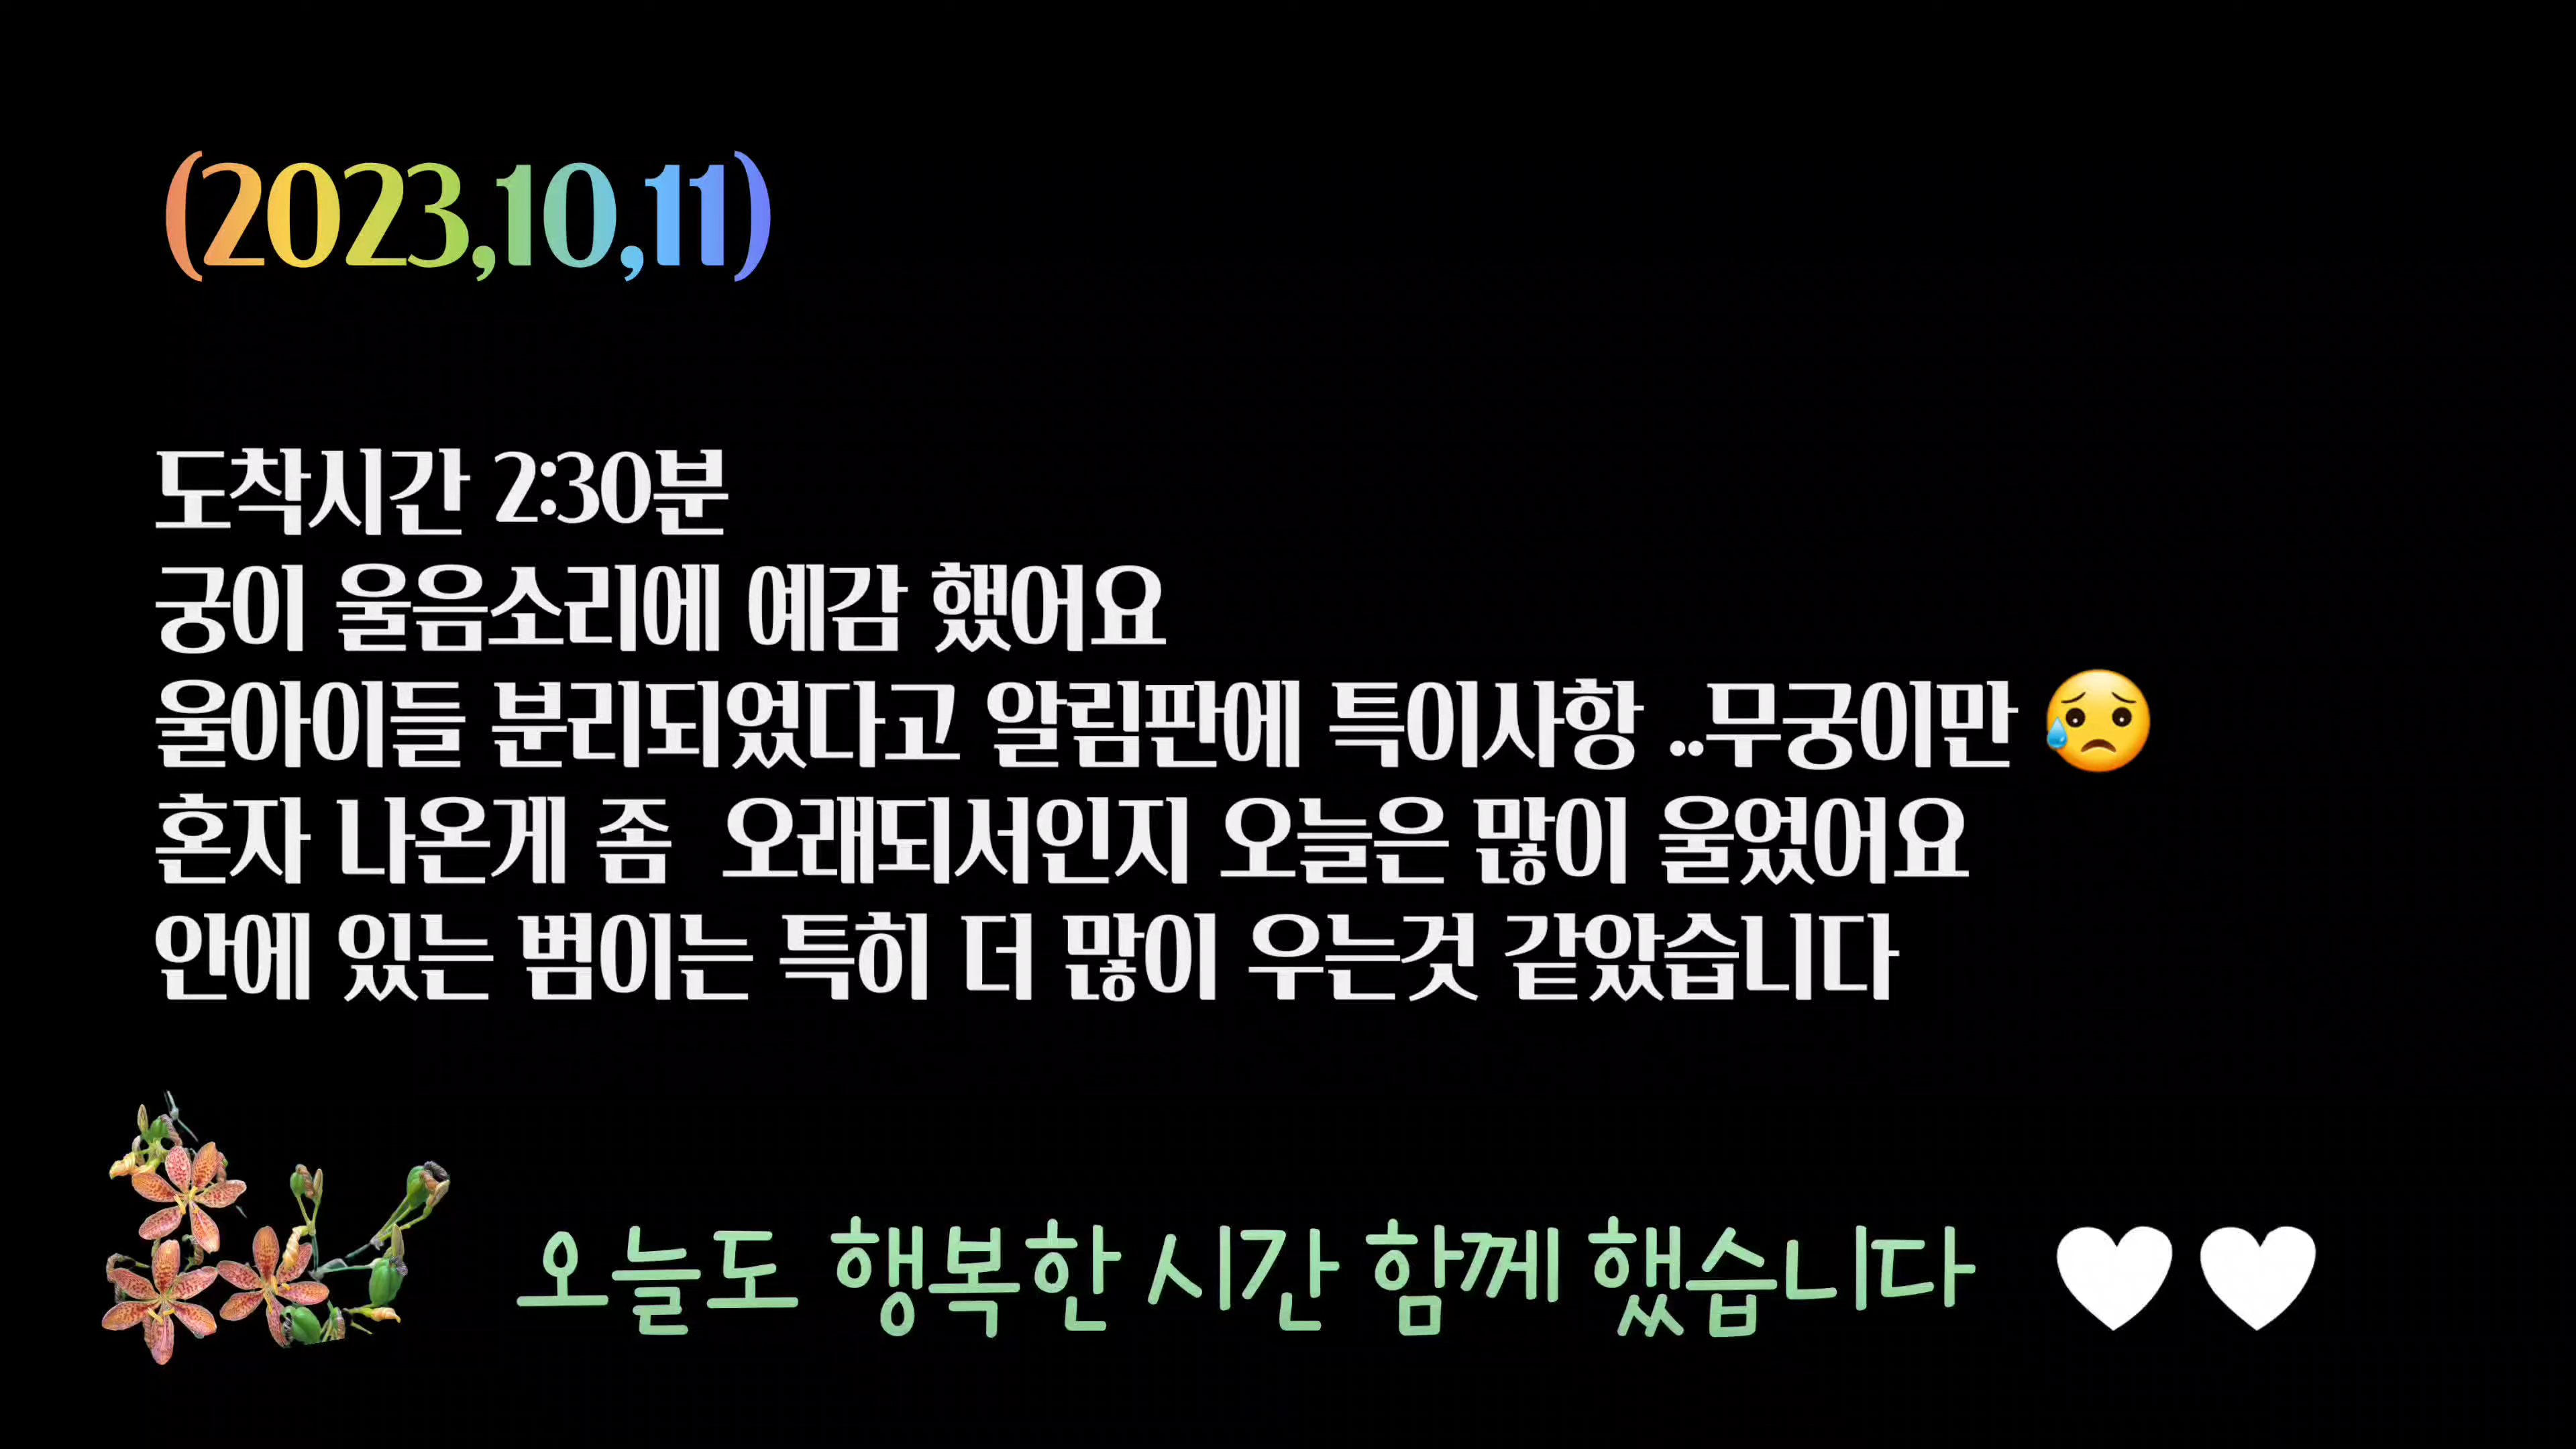 (2023,10,11)
도착시간 2:30분
궁이 울음소리에 예감 했어요
울아이들 분리되었다고 알림판에 특이사항 ..무궁이만 😥
혼자 나온게 좀  오래되서인지 오늘은 많이 울었어요
안에 있는 범이는 특히 더 많이 우는것 같았습니다
오늘도 행복한 시간 함께 했습니다